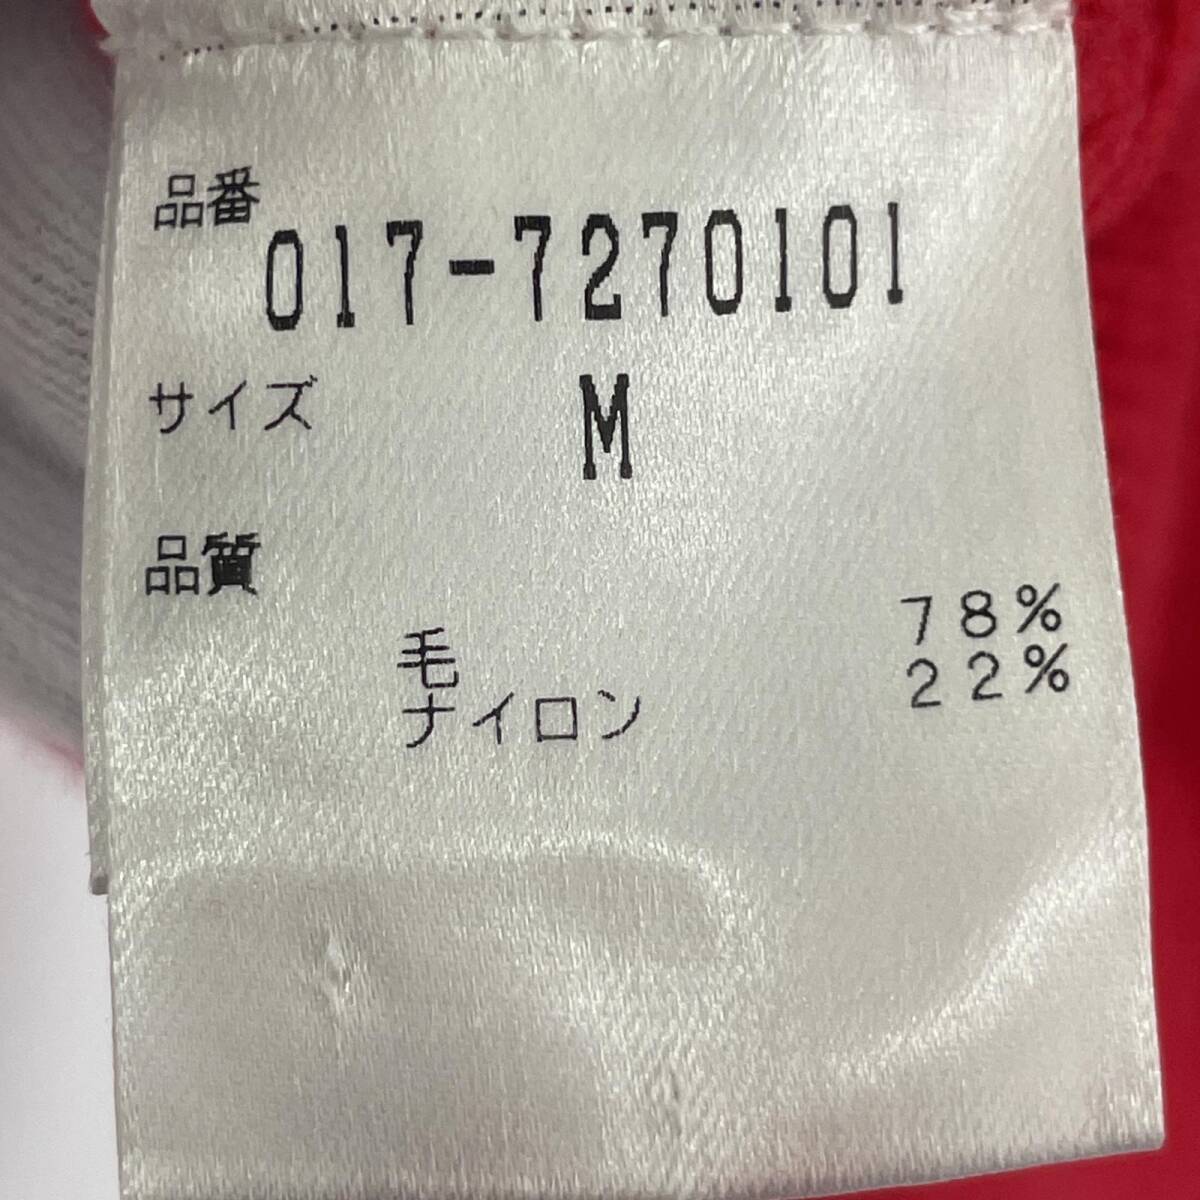 品番
017-7270101
サイズ M
品質
毛 78%
ナイロン 22%